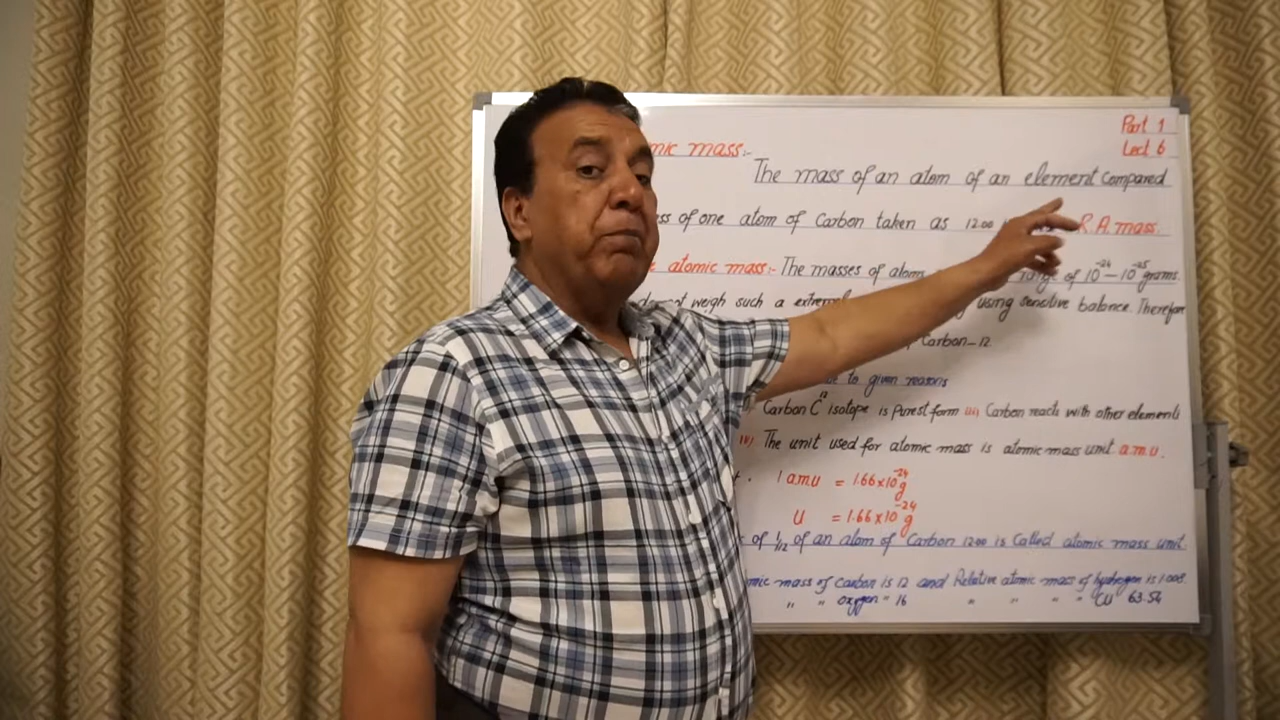 Part 1
Lect 6
mic mass:-
The mass of an atom of an element Compared
ss of one atom of Carbon taken as 12.00 R.A. mass.
atomic mass:- The masses of atom range of 10⁻²⁴ – 10⁻²⁵ grams
weigh such a using sensitive balance. Therefor
Carbon-12
to given reasons
Carbon C¹² isotope is Purest form iii) Carbon reacts with other elements
iv) The unit used for atomic mass is atomic mass unit a.m.u.
1 amu = 1.66x10⁻²⁴ g
U = 1.66x10⁻²⁴ g
of 1/12 of an atom of Carbon 12.00 is Called atomic mass unit
mic mass of carbon is 12 and Relative atomic mass of hydrogen is 1.008.
" " oxygen " 16 " " " " Cu 63.54